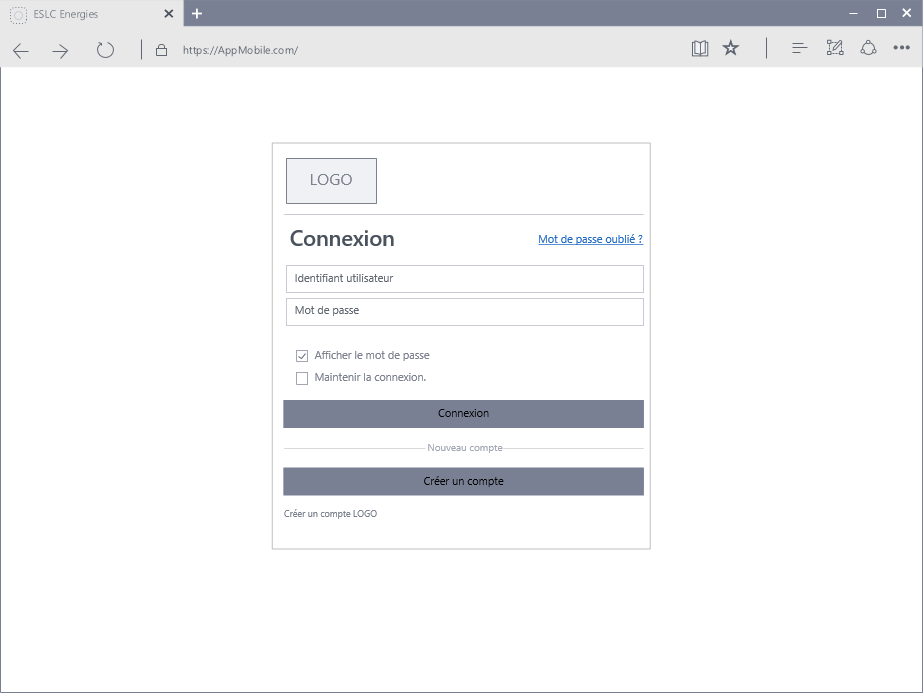 ESLC Energies
https://AppMobile.com/
LOGO
Connexion
Mot de passe oublié ?
Identifiant utilisateur
Mot de passe
Afficher le mot de passe
Maintenir la connexion.
Connexion
Nouveau compte
Créer un compte
Créer un compte LOGO